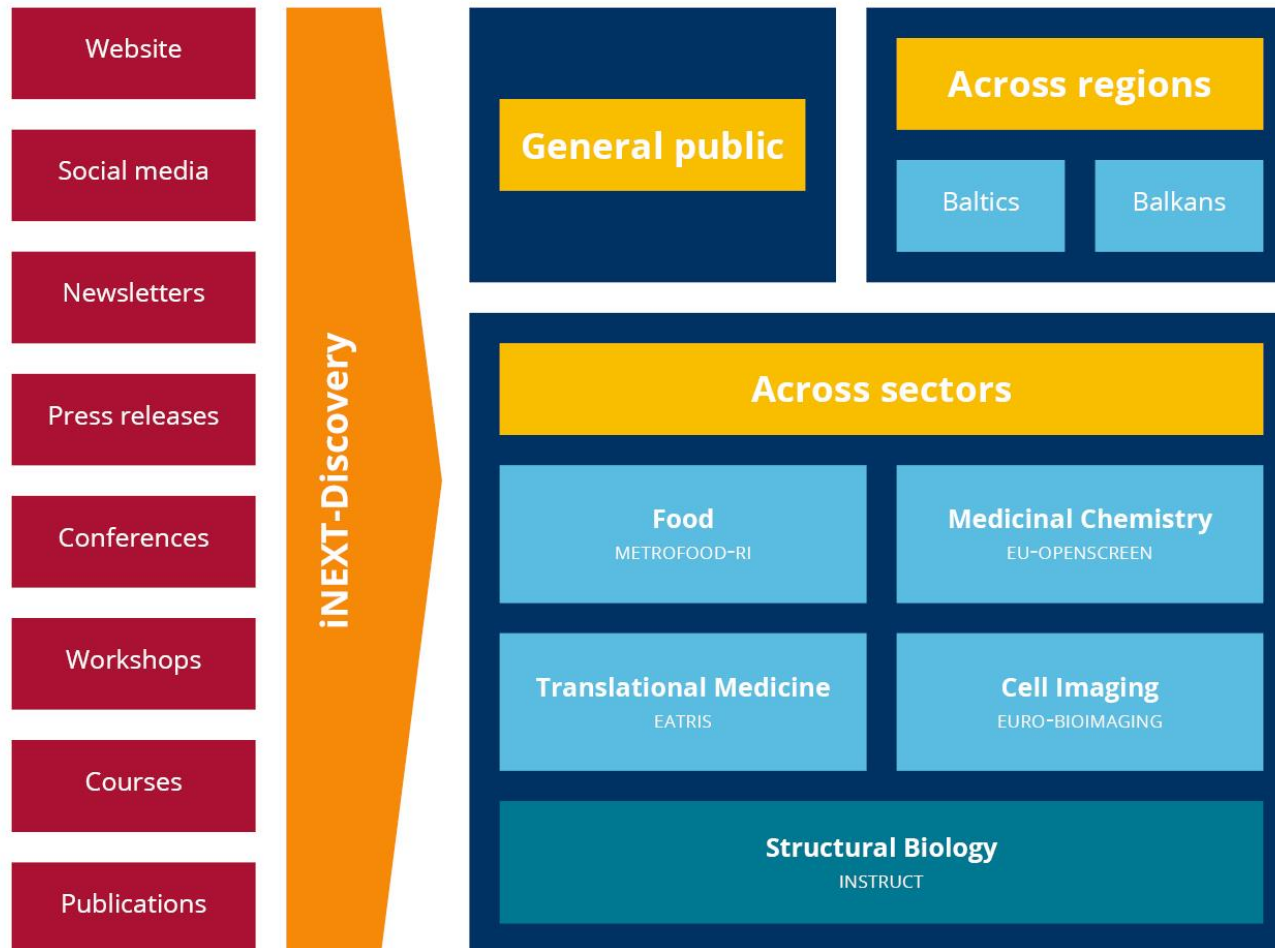 Website
Social media
Newsletters
Press releases
Conferences
Workshops
Courses
Publications
iNEXT-Discovery
General public
Across regions
Baltics
Balkans
Across sectors
Food
METROFOOD-RI
Medicinal Chemistry
EU-OPENSCREEN
Translational Medicine
EATRIS
Cell Imaging
EURO-BIOIMAGING
Structural Biology
INSTRUCT